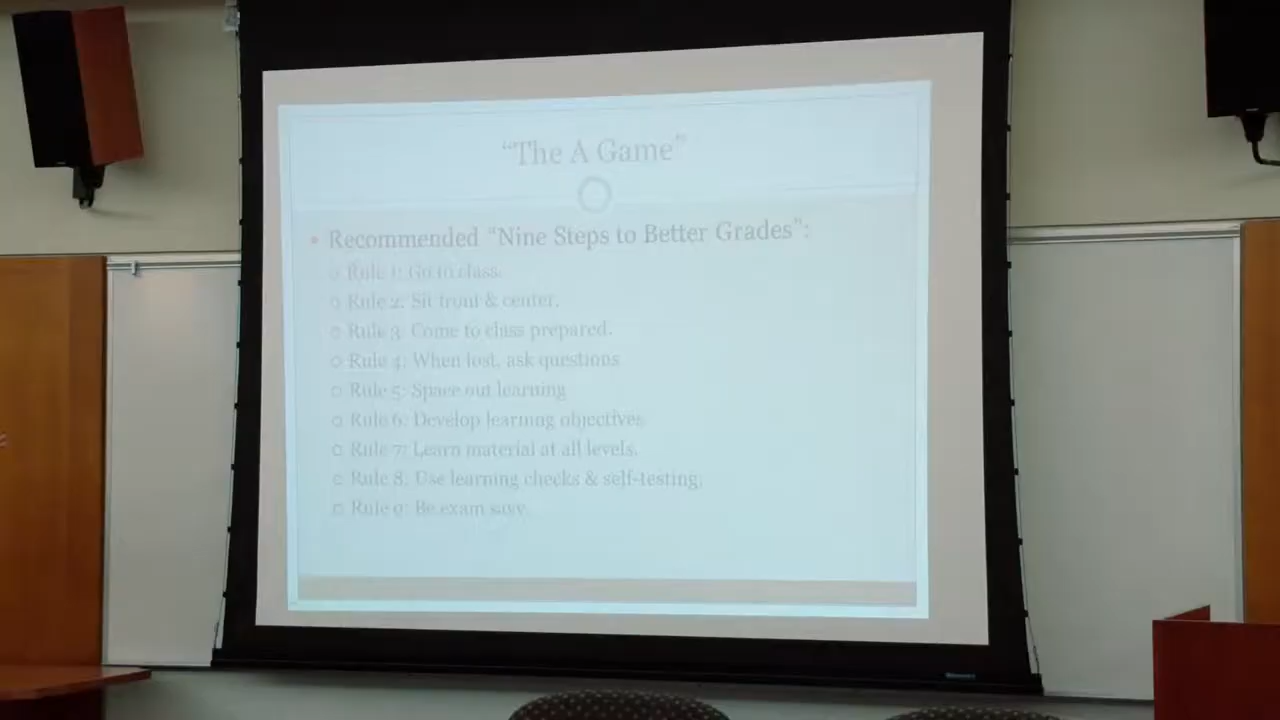 “The A Game”
• Recommended “Nine Steps to Better Grades”:
Rule 1: Go to class.
Rule 2: Sit front & center.
Rule 3: Come to class prepared.
Rule 4: When lost, ask questions
Rule 5: Space out learning
Rule 6: Develop learning objectives
Rule 7: Learn material at all levels.
Rule 8: Use learning checks & self-testing.
Rule 9: Be exam savy